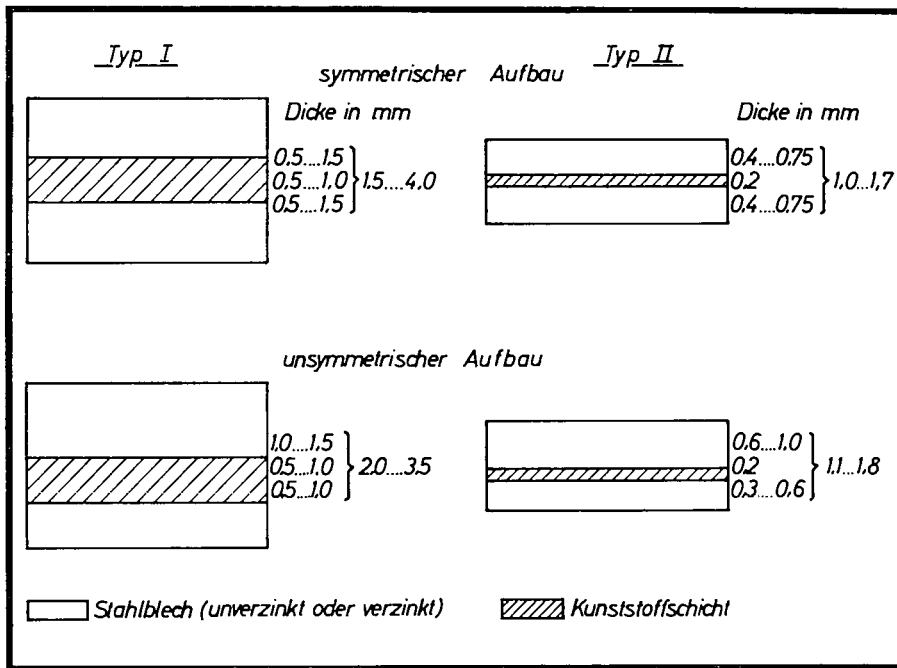 Typ I
Typ II
symmetrischer Aufbau
Dicke in mm
0,5....1,5
0,5...1,0
0,5...1,5
1,5....4,0
Dicke in mm
0,4....0,75
0,2
0,4....0,75
1,0...1,7
unsymmetrischer Aufbau
1,0....1,5
0,5...1,0
0,5...1,0
2,0...3,5
0,6...1,0
0,2
0,3....0,6
1,1...1,8
Stahlblech (unverzinkt oder verzinkt)
Kunststoffschicht